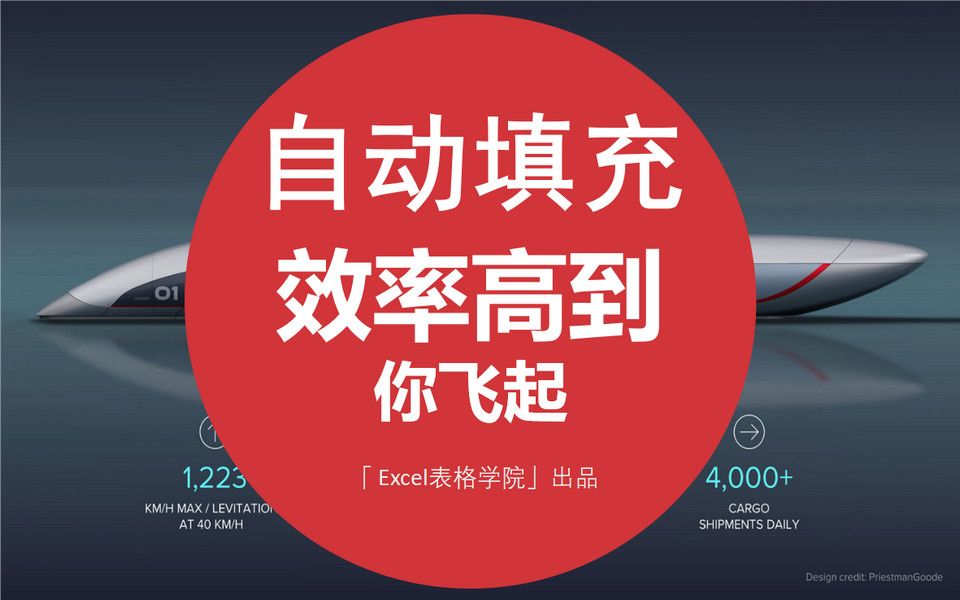 自动填充
效率高到
你飞起
「Excel表格学院」出品
01
1,223
KM/H MAX / LEVITATION
AT 40 KM/H
4,000+
CARGO
SHIPMENTS DAILY
Design credit: PriestmanGoode